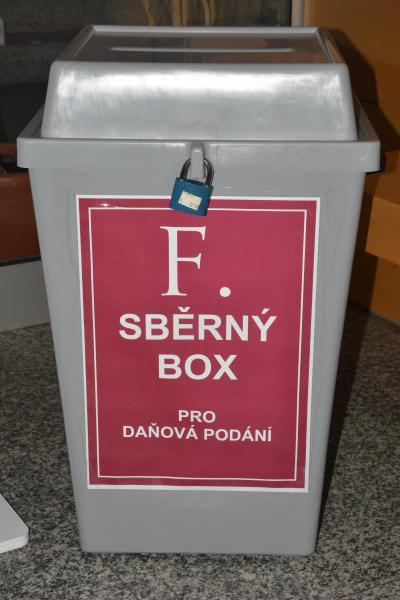 F.
SBĚRNÝ
BOX
PRO
DAŇOVÁ PODÁNÍ